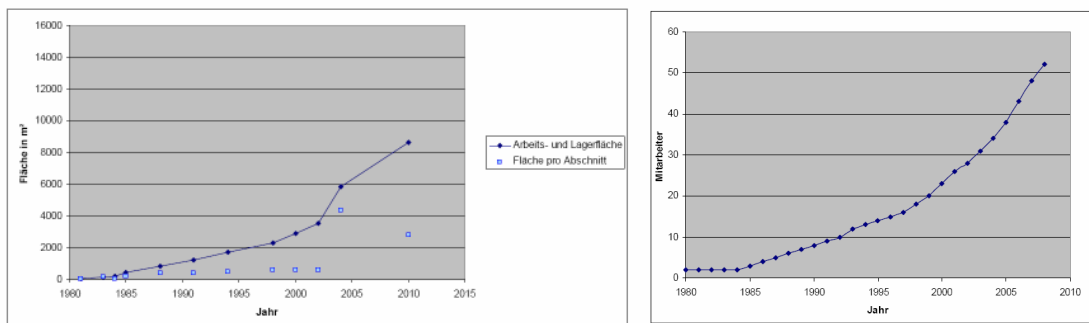 16000
14000
12000
10000
8000
6000
4000
2000
0
Fläche in m²
1980 1985 1990 1995 2000 2005 2010 2015
Jahr
Arbeits- und Lagerfläche
Fläche pro Abschnitt
60
50
40
30
20
10
0
Mitarbeiter
1980 1985 1990 1995 2000 2005 2010
Jahr